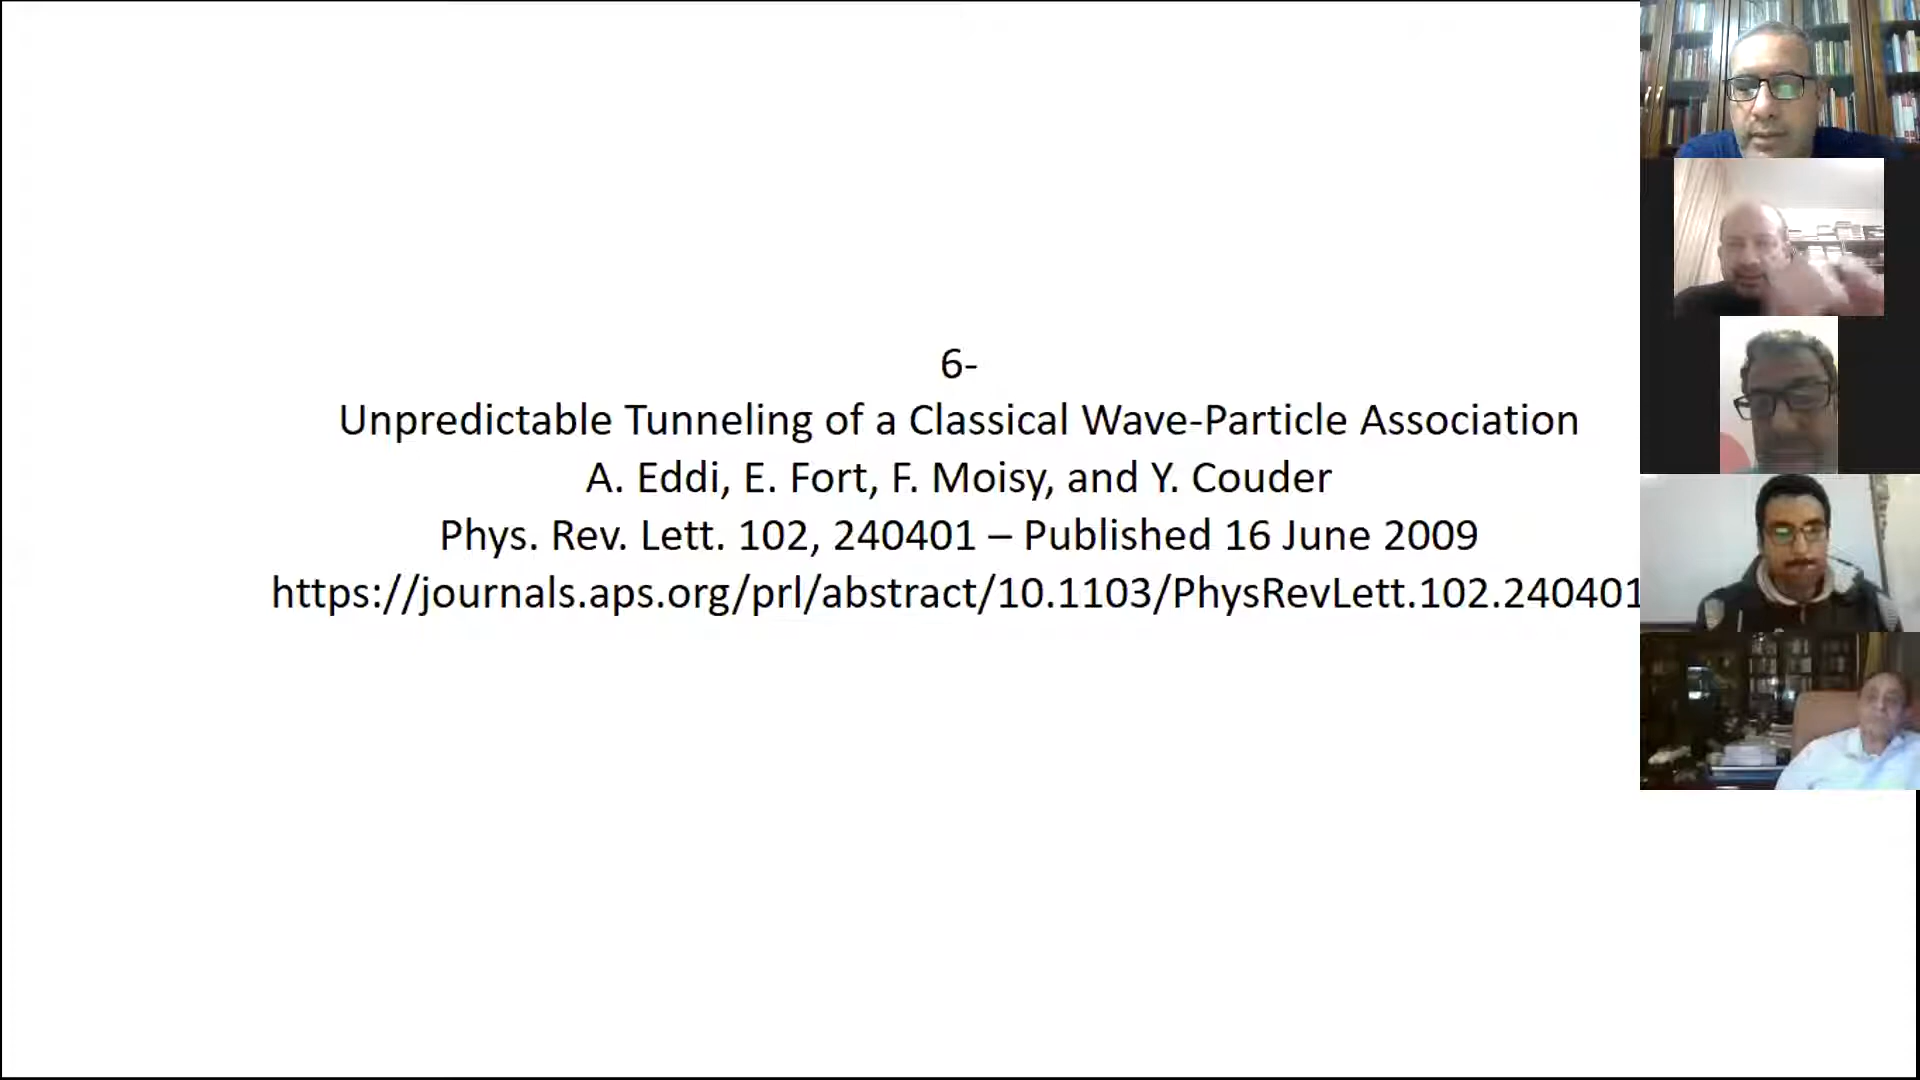 6-
Unpredictable Tunneling of a Classical Wave-Particle Association
A. Eddi, E. Fort, F. Moisy, and Y. Couder
Phys. Rev. Lett. 102, 240401 – Published 16 June 2009
https://journals.aps.org/prl/abstract/10.1103/PhysRevLett.102.240401